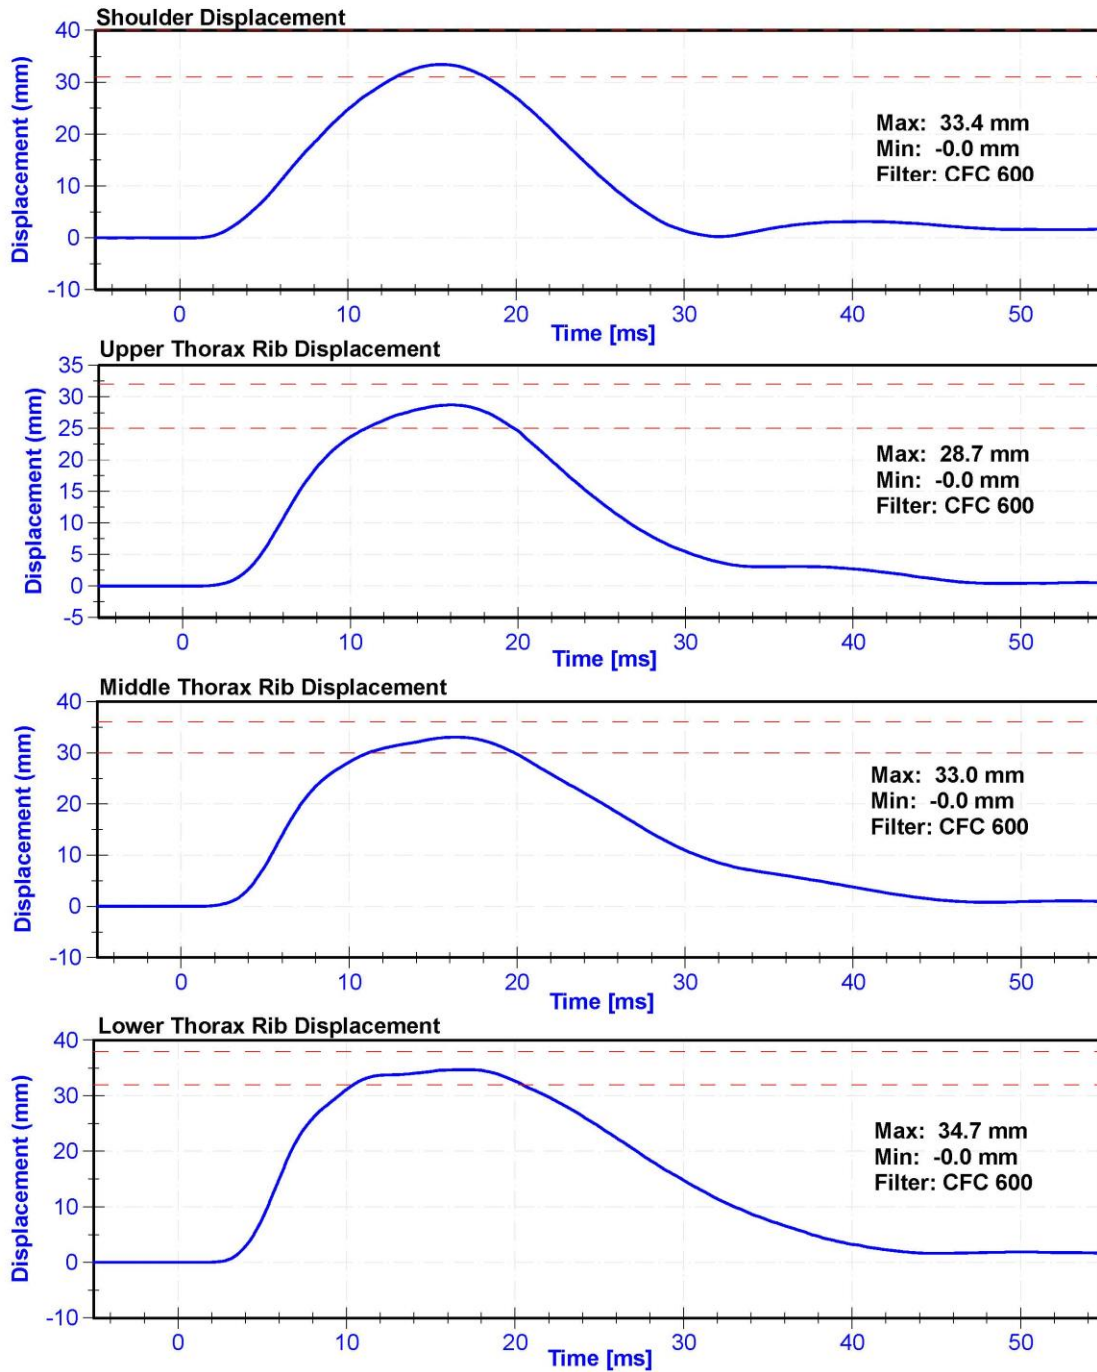 Shoulder Displacement
40
30
20
10
0
-10
Displacement (mm)
Max: 33.4 mm
Min: -0.0 mm
Filter: CFC 600
0 10 20 30 40 50
Time [ms]
Upper Thorax Rib Displacement
35
30
25
20
15
10
5
0
-5
Displacement (mm)
Max: 28.7 mm
Min: -0.0 mm
Filter: CFC 600
0 10 20 30 40 50
Time [ms]
Middle Thorax Rib Displacement
40
30
20
10
0
-10
Displacement (mm)
Max: 33.0 mm
Min: -0.0 mm
Filter: CFC 600
0 10 20 30 40 50
Time [ms]
Lower Thorax Rib Displacement
40
30
20
10
0
-10
Displacement (mm)
Max: 34.7 mm
Min: -0.0 mm
Filter: CFC 600
0 10 20 30 40 50
Time [ms]